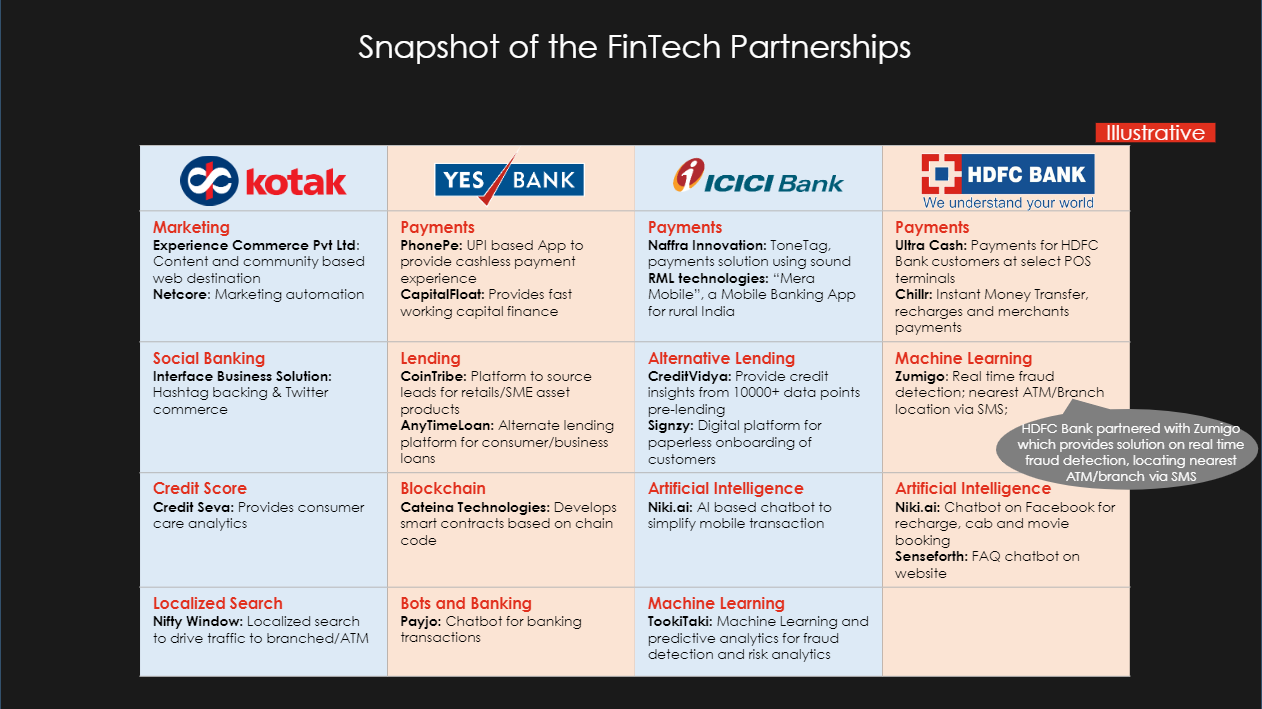 Snapshot of the FinTech Partnerships
Illustrative
kotak
YES BANK
ICICI Bank
HDFC BANK
We understand your world
Marketing
Experience Commerce Pvt Ltd:
Content and community based
web destination
Netcore: Marketing automation
Payments
PhonePe: UPI based App to
provide cashless payment
experience
CapitalFloat: Provides fast
working capital finance
Payments
Naffra Innovation: ToneTag,
payments solution using sound
RML technologies: “Mera
Mobile”, a Mobile Banking App
for rural India
Payments
Ultra Cash: Payments for HDFC
Bank customers at select POS
terminals
Chillr: Instant Money Transfer,
recharges and merchants
payments
Social Banking
Interface Business Solution:
Hashtag backing & Twitter
commerce
Lending
CoinTribe: Platform to source
leads for retails/SME asset
products
AnyTimeLoan: Alternate lending
platform for consumer/business
loans
Alternative Lending
CreditVidya: Provide credit
insights from 10000+ data points
pre-lending
Signzy: Digital platform for
paperless onboarding of
customers
Machine Learning
Zumigo: Real time fraud
detection; nearest ATM/Branch
location via SMS;
HDFC Bank partnered with Zumigo
which provides solution on real time
fraud detection, locating nearest
ATM/branch via SMS
Credit Score
Credit Seva: Provides consumer
care analytics
Blockchain
Cateina Technologies: Develops
smart contracts based on chain
code
Artificial Intelligence
Niki.ai: AI based chatbot to
simplify mobile transaction
Artificial Intelligence
Niki.ai: Chatbot on Facebook for
recharge, cab and movie
booking
Senseforth: FAQ chatbot on
website
Localized Search
Nifty Window: Localized search
to drive traffic to branched/ATM
Bots and Banking
Payjo: Chatbot for banking
transactions
Machine Learning
TookiTaki: Machine Learning and
predictive analytics for fraud
detection and risk analytics